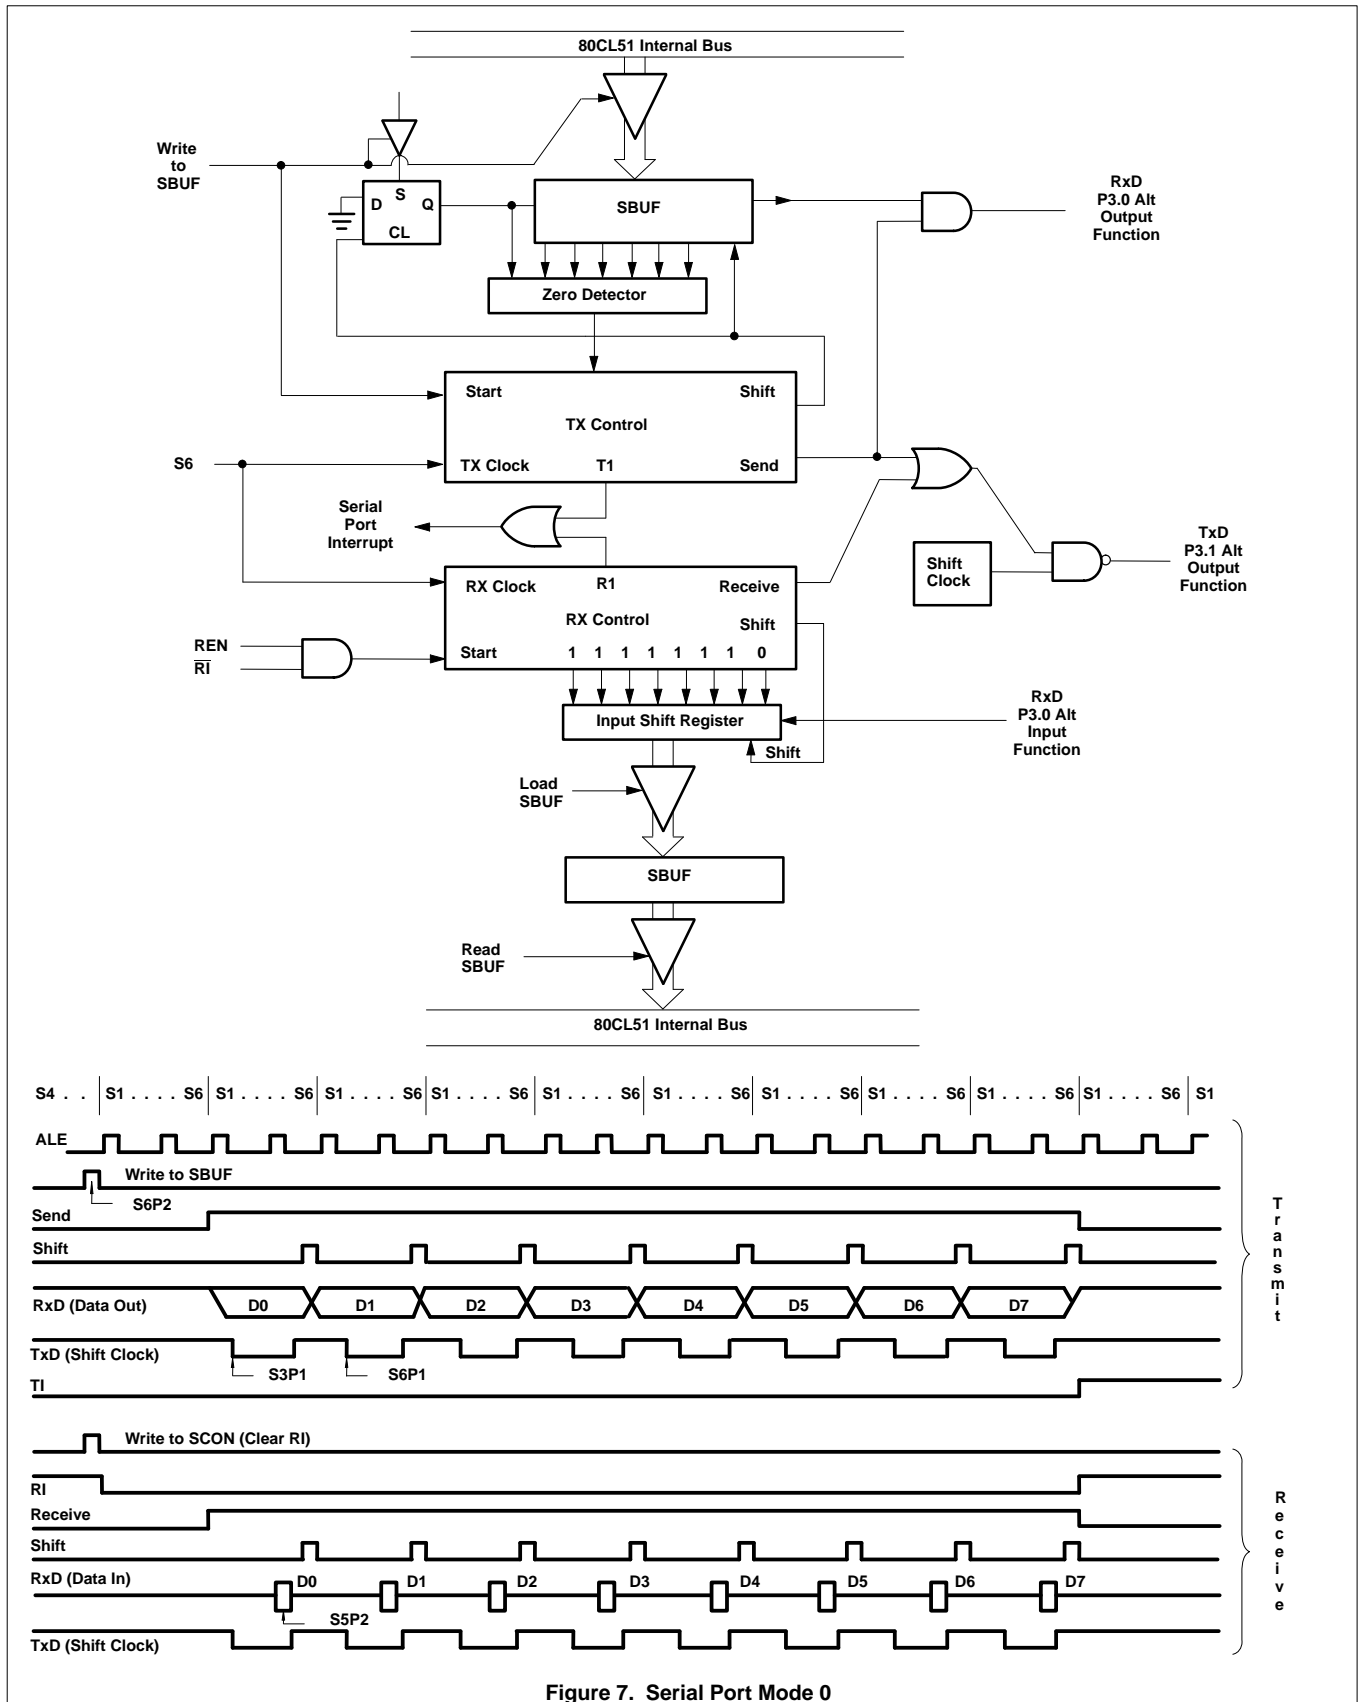 80CL51 Internal Bus
Write
to
SBUF
S
D Q
CL
SBUF
RxD
P3.0 Alt
Output
Function
Zero Detector
Start Shift
TX Control
S6
TX Clock T1 Send
Serial
Port
Interrupt
Shift
Clock
TxD
P3.1 Alt
Output
Function
RX Clock R1 Receive
RX Control
Shift
REN
RI
Start 1 1 1 1 1 1 1 0
Input Shift Register
Shift
RxD
P3.0 Alt
Input
Function
Load
SBUF
SBUF
Read
SBUF
80CL51 Internal Bus
S4 . . S1 . . . . S6 S1 . . . . S6 S1 . . . . S6 S1 . . . . S6 S1 . . . . S6 S1 . . . . S6 S1 . . . . S6 S1 . . . . S6 S1 . . . . S6 S1 . . . . S6 S1
ALE
Write to SBUF
S6P2
Send
Shift
RxD (Data Out) D0 D1 D2 D3 D4 D5 D6 D7
TxD (Shift Clock)
S3P1 S6P1
TI
Transmit
Write to SCON (Clear RI)
RI
Receive
Shift
RxD (Data In) D0 D1 D2 D3 D4 D5 D6 D7
S5P2
TxD (Shift Clock)
Receive
Figure 7. Serial Port Mode 0